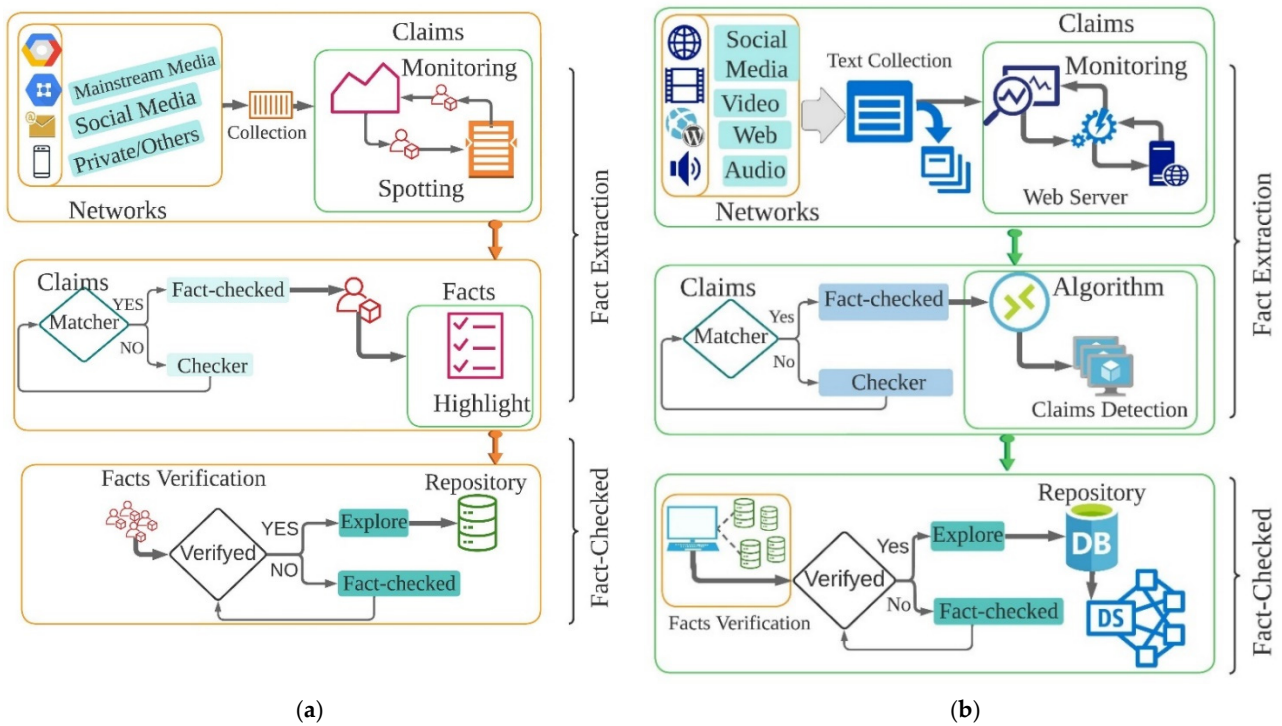 Mainstream Media
Social Media
Private/Others
Networks
Collection
Claims
Monitoring
Spotting
Claims
Matcher
YES
NO
Fact-checked
Checker
Facts
Highlight
Fact Extraction
Facts Verification
Verifyed
YES
NO
Explore
Fact-checked
Repository
Fact-Checked
(a)
Social
Media
Video
Web
Audio
Networks
Text Collection
Claims
Monitoring
Web Server
Claims
Matcher
Yes
No
Fact-checked
Checker
Algorithm
Claims Detection
Fact Extraction
Facts Verification
Verifyed
Yes
No
Explore
Fact-checked
Repository
DB
DS
Fact-Checked
(b)